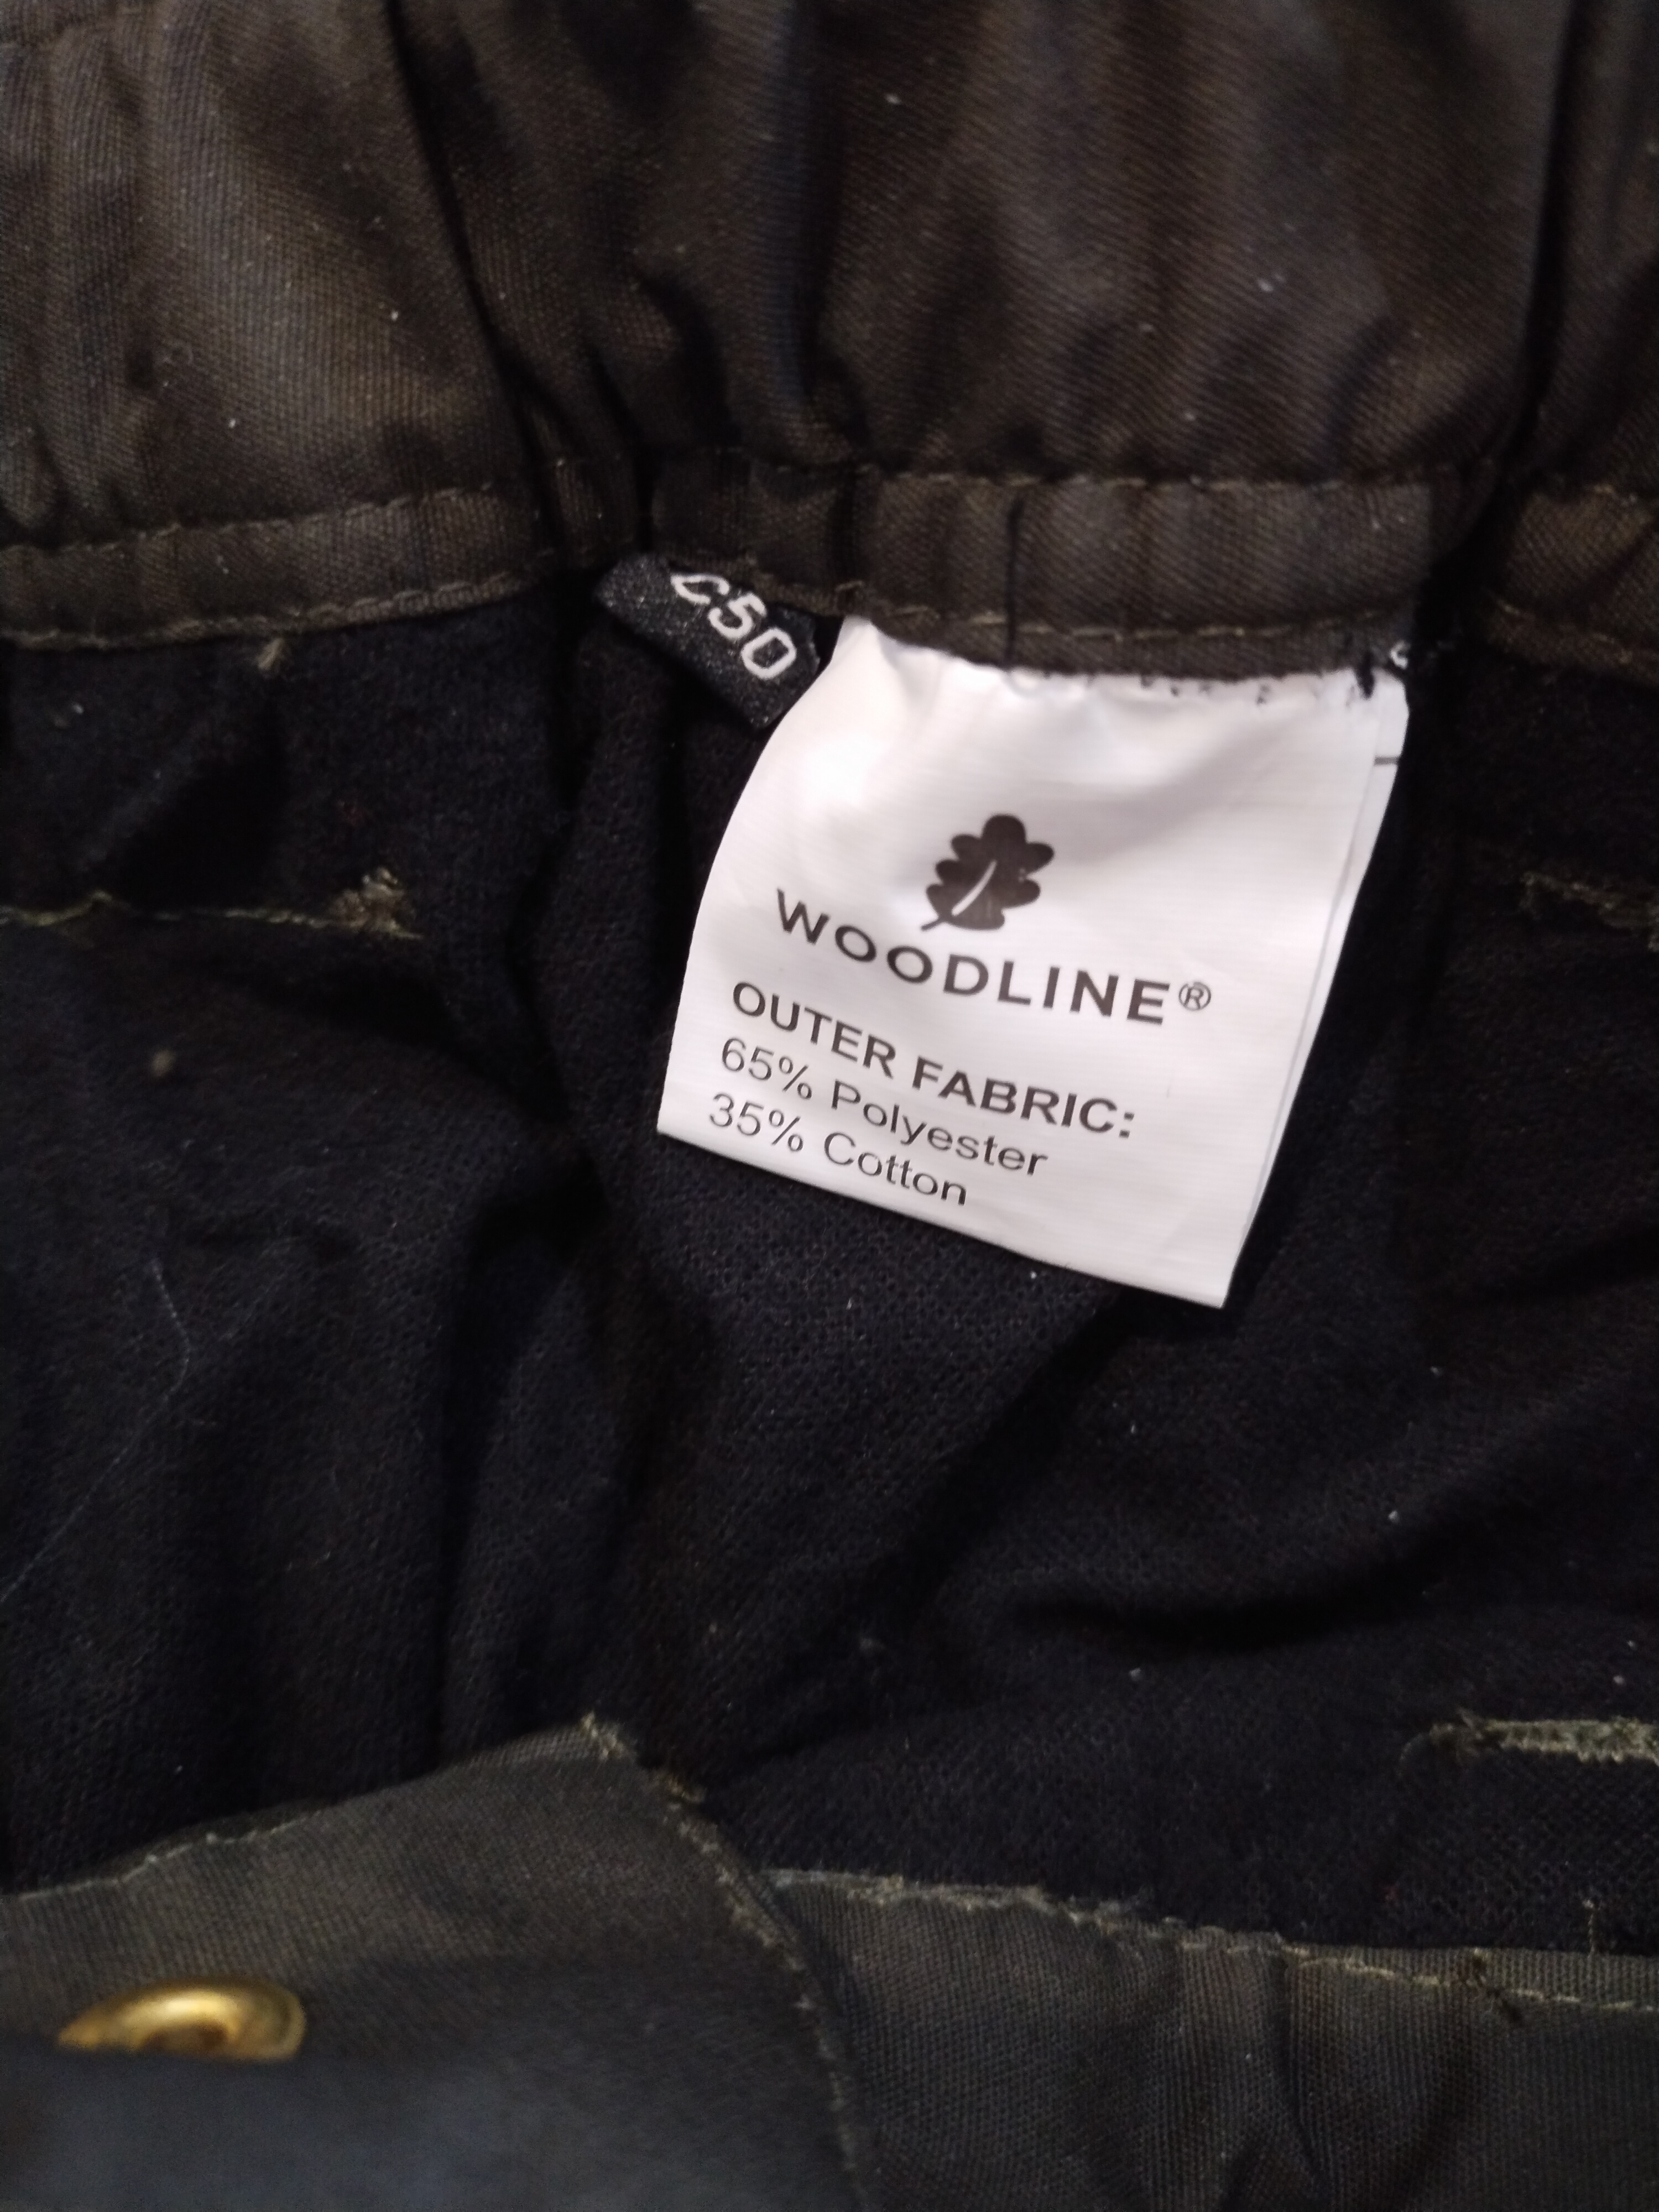 C50
WOODLINE®
OUTER FABRIC:
65% Polyester
35% Cotton